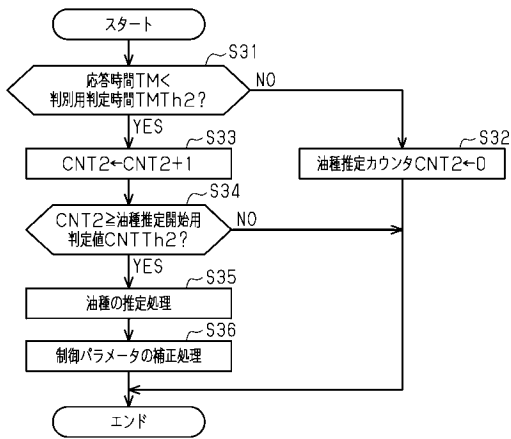 スタート
S31
応答時間TM<
判別用判定時間TMTh2?
NO
YES
S33
CNT2←CNT2+1
S32
油種推定カウンタCNT2←0
S34
CNT2≧油種推定開始用
判定値CNTTh2?
NO
YES
S35
油種の推定処理
S36
制御パラメータの補正処理
エンド